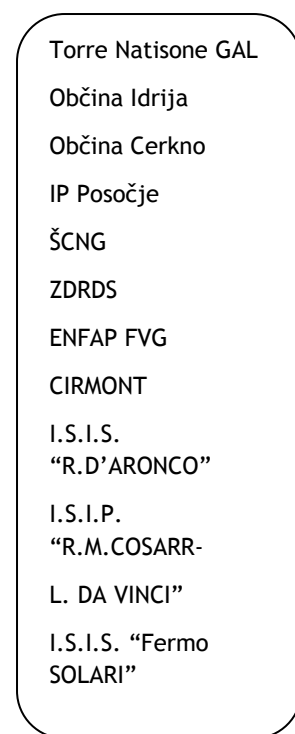 Torre Natisone GAL
Občina Idrija
Občina Cerkno
IP Posočje
ŠCNG
ZDRDS
ENFAP FVG
CIRMONT
I.S.I.S.
“R.D’ARONCO”
I.S.I.P.
“R.M.COSARR-
L. DA VINCI”
I.S.I.S. “Fermo
SOLARI”